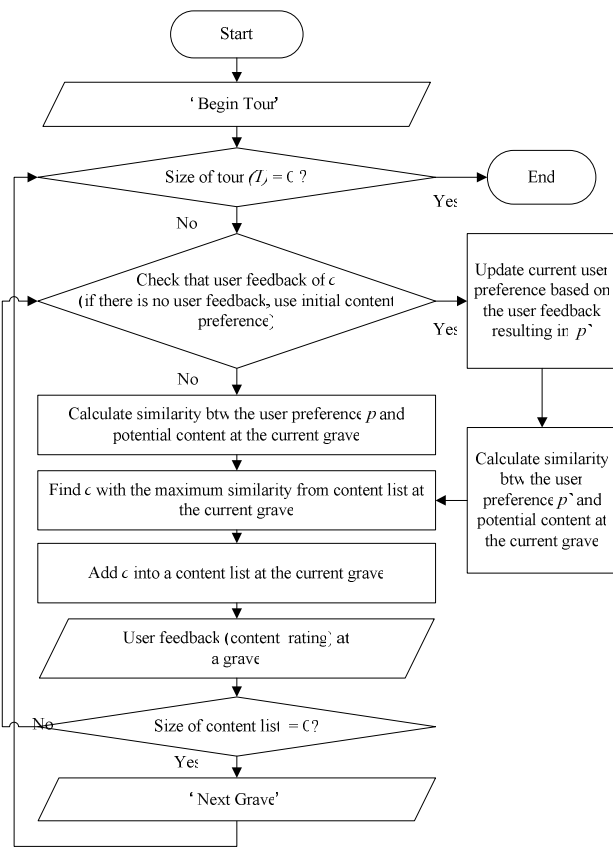 Start
‘ Begin Tour’
Size of tour (T) = 0 ?
End
Yes
No
Check that user feedback of c
(if there is no user feedback, use initial content
preference)
Yes
Update current user
preference based on
the user feedback
resulting in p`
No
Calculate similarity btw the user preference p and
potential content at the current grave
Calculate similarity
btw the user
preference p` and
potential content at
the current grave
Find c with the maximum similarity from content list at
the current grave
Add c into a content list at the current grave
User feedback (content rating) at
a grave
No
Size of content list = 0?
Yes
‘ Next Grave’